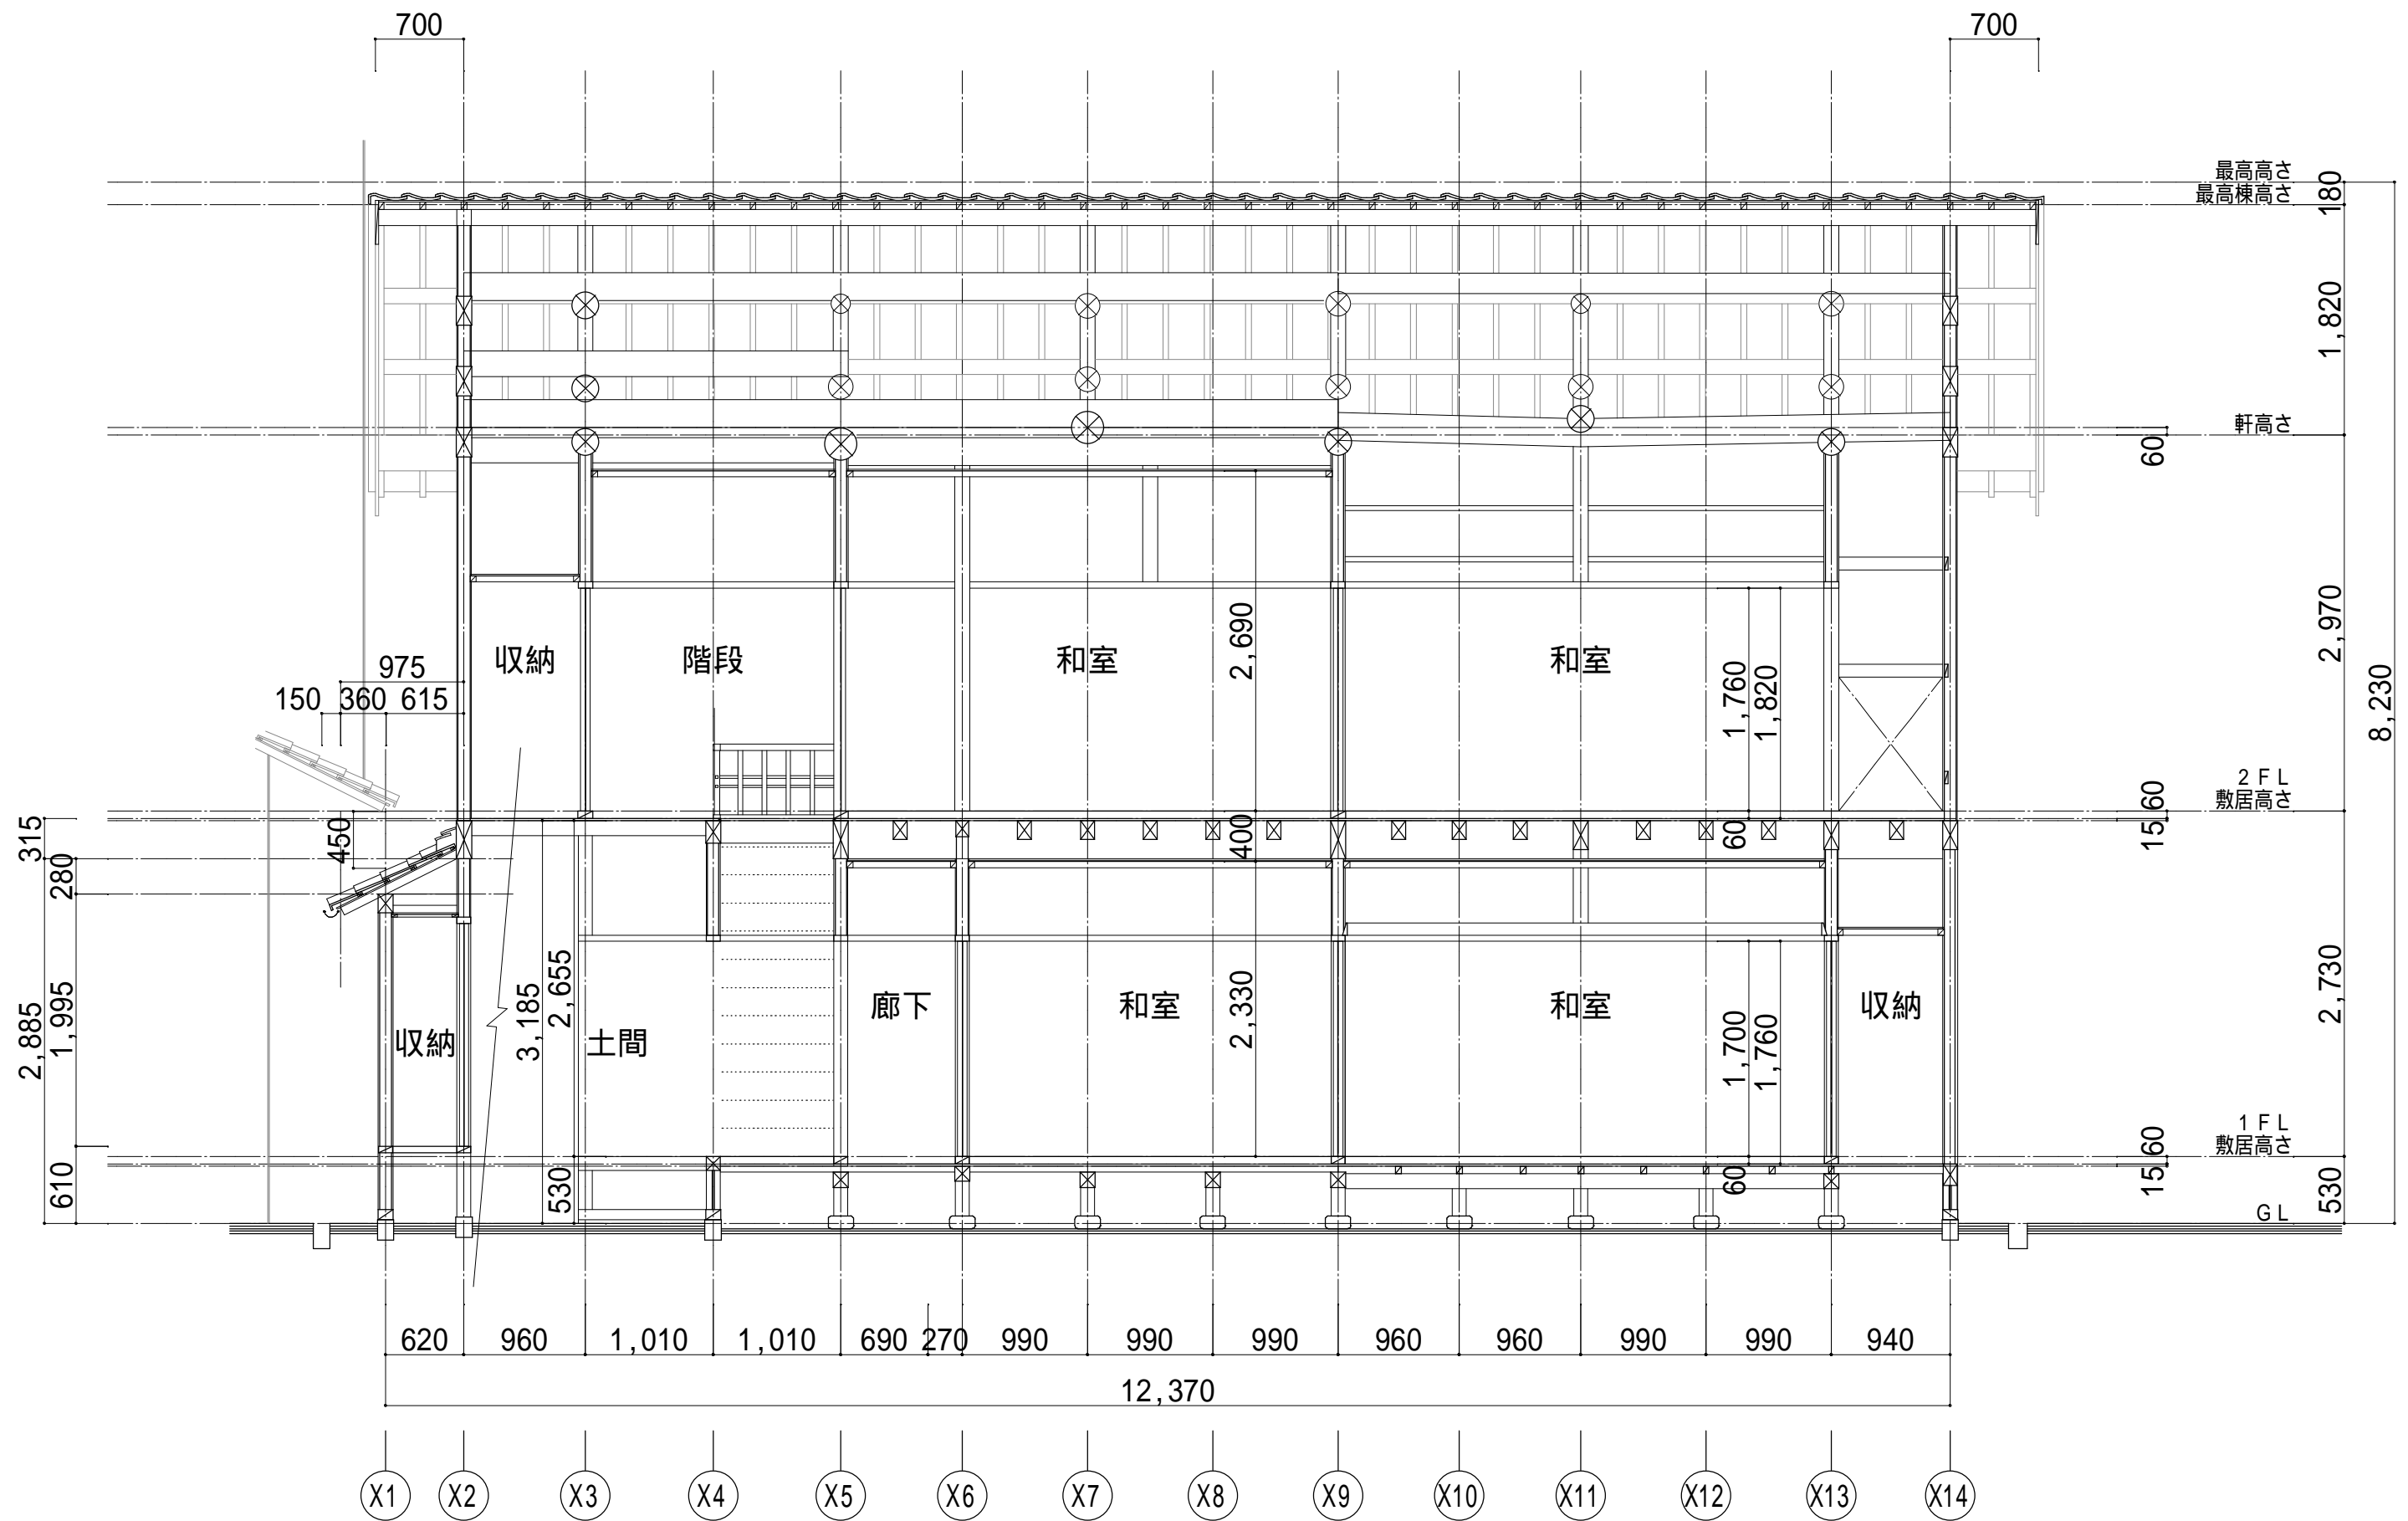 700
700
最高高さ
最高棟高さ
180
1,820
軒高さ
60
2,970
8,230
収納
階段
和室
2,690
和室
1,760
1,820
975
150 360 615
2FL
敷居高さ
60
15
315
280
450
400
60
2,885
1,995
610
3,185
2,655
530
収納
土間
廊下
和室
2,330
和室
1,700
1,760
収納
2,730
1FL
敷居高さ
60
15
60
530
GL
620 960 1,010 1,010 690 270 990 990 990 960 960 990 990 940
12,370
X1 X2 X3 X4 X5 X6 X7 X8 X9 X10 X11 X12 X13 X14